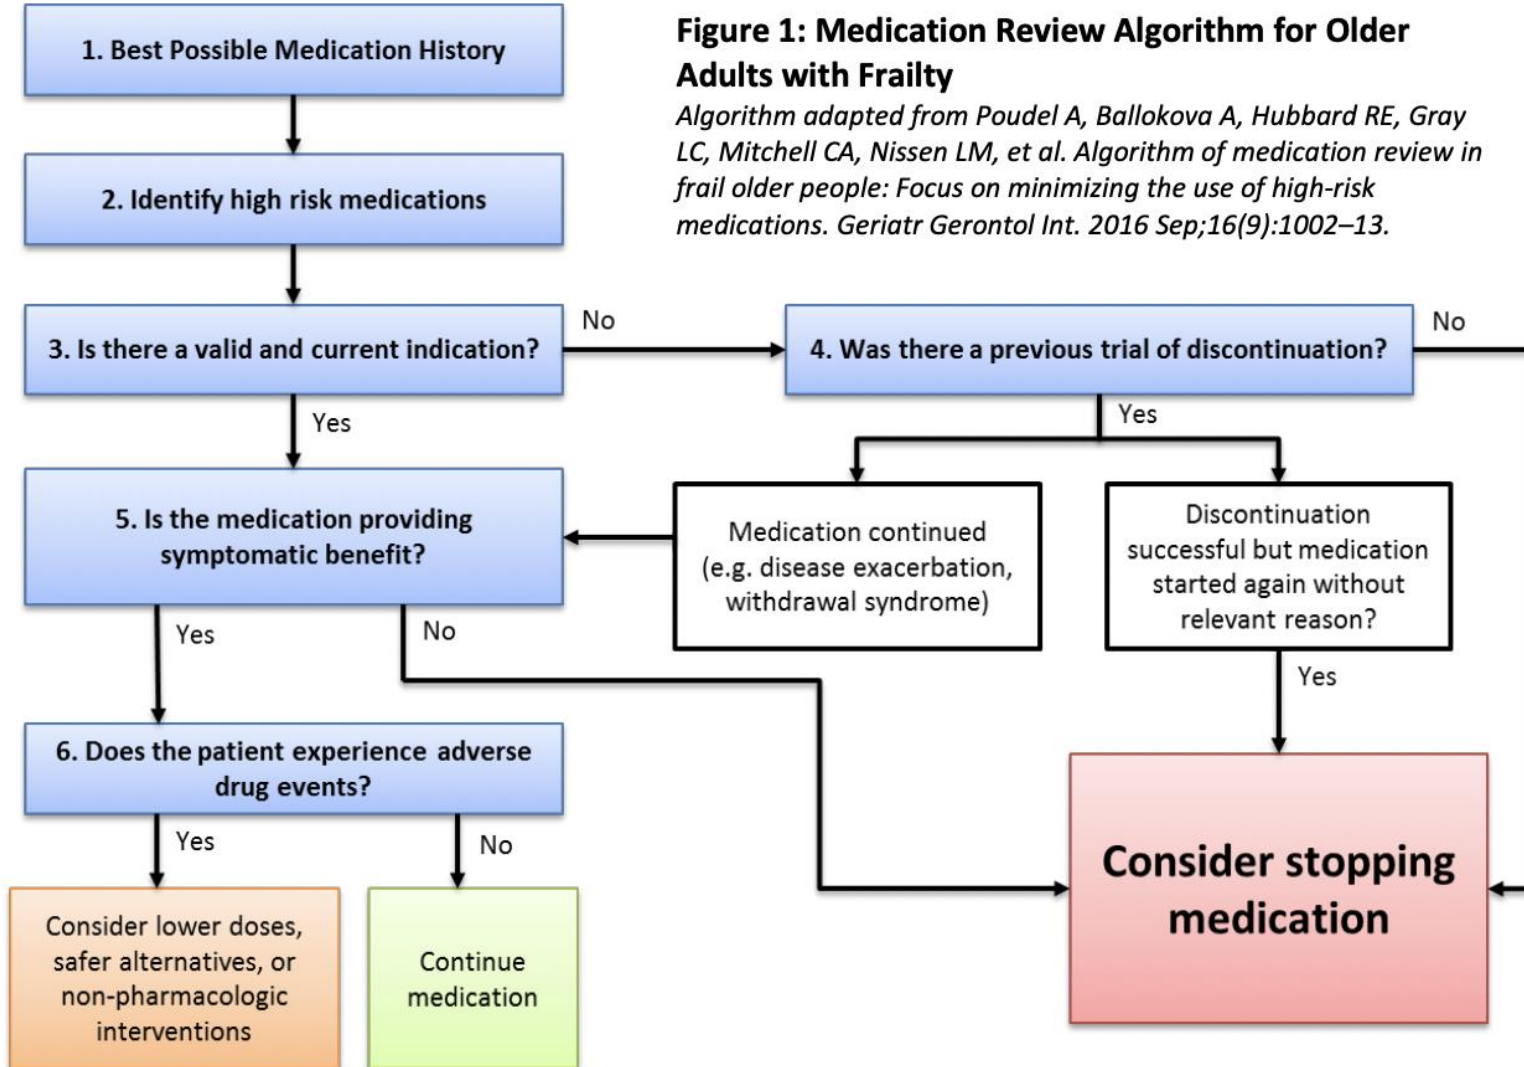 1. Best Possible Medication History
Figure 1: Medication Review Algorithm for Older
Adults with Frailty
Algorithm adapted from Poudel A, Ballokova A, Hubbard RE, Gray
LC, Mitchell CA, Nissen LM, et al. Algorithm of medication review in
frail older people: Focus on minimizing the use of high-risk
medications. Geriatr Gerontol Int. 2016 Sep;16(9):1002–13.
2. Identify high risk medications
3. Is there a valid and current indication?
No
4. Was there a previous trial of discontinuation?
No
Yes
Yes
5. Is the medication providing
symptomatic benefit?
Medication continued
(e.g. disease exacerbation,
withdrawal syndrome)
Discontinuation
successful but medication
started again without
relevant reason?
Yes
No
Yes
6. Does the patient experience adverse
drug events?
Yes
No
Consider stopping
medication
Consider lower doses,
safer alternatives, or
non-pharmacologic
interventions
Continue
medication